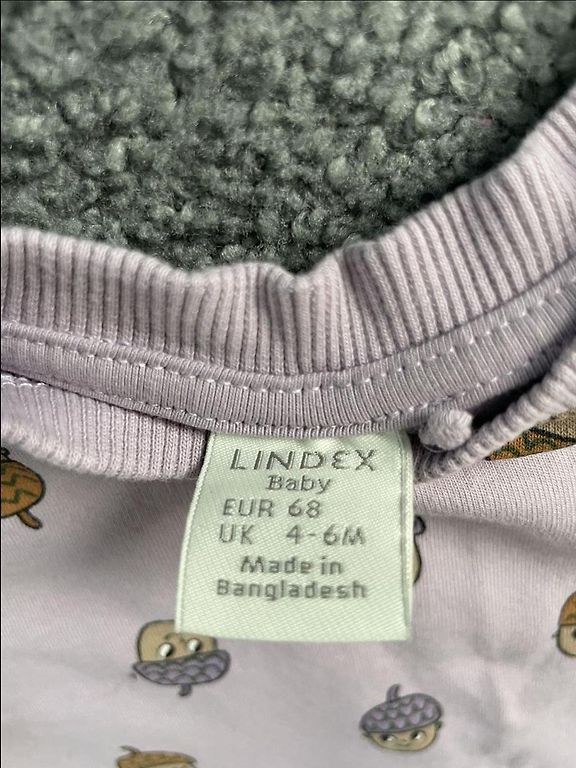 LINDEX
Baby
EUR 68
UK 4-6M
Made in
Bangladesh